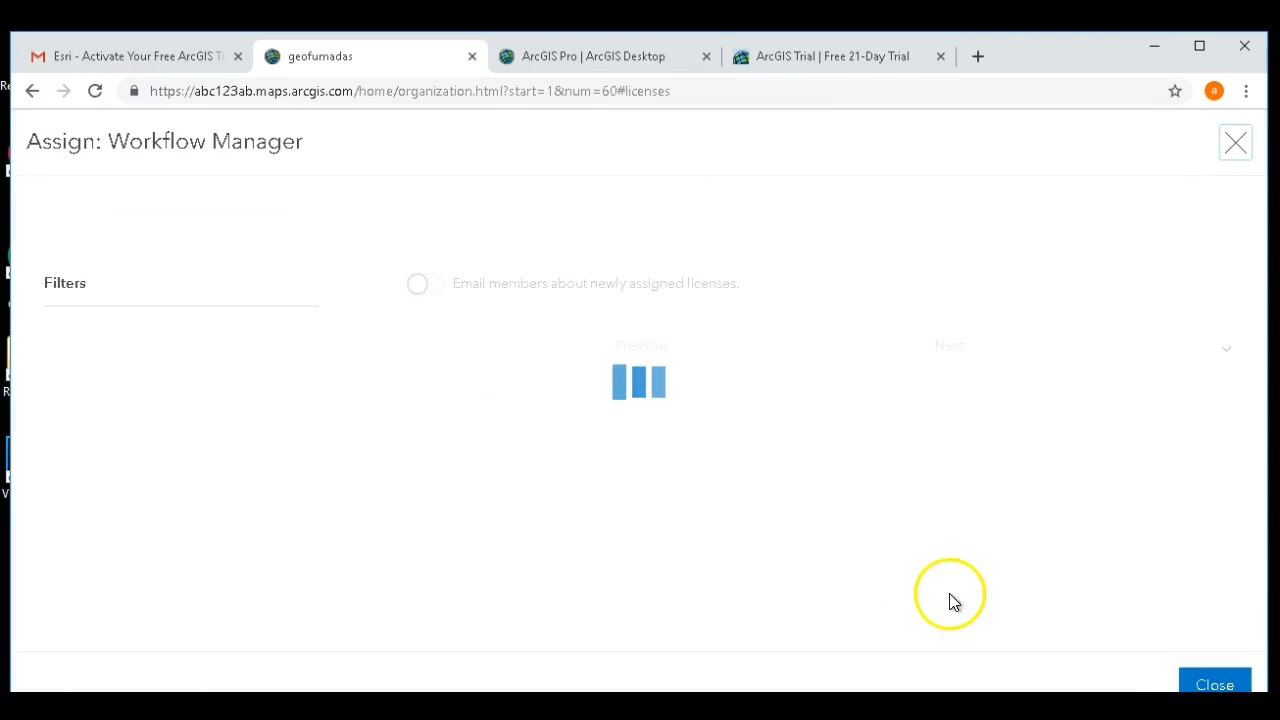 Esri - Activate Your Free ArcGIS T
geofumadas
ArcGIS Pro | ArcGIS Desktop
ArcGIS Trial | Free 21-Day Trial
https://abc123ab.maps.arcgis.com/home/organization.html?start=1&num=60#licenses
a
Assign: Workflow Manager
Filters
Email members about newly assigned licenses.
Previous
Next
Close
Re
R
V